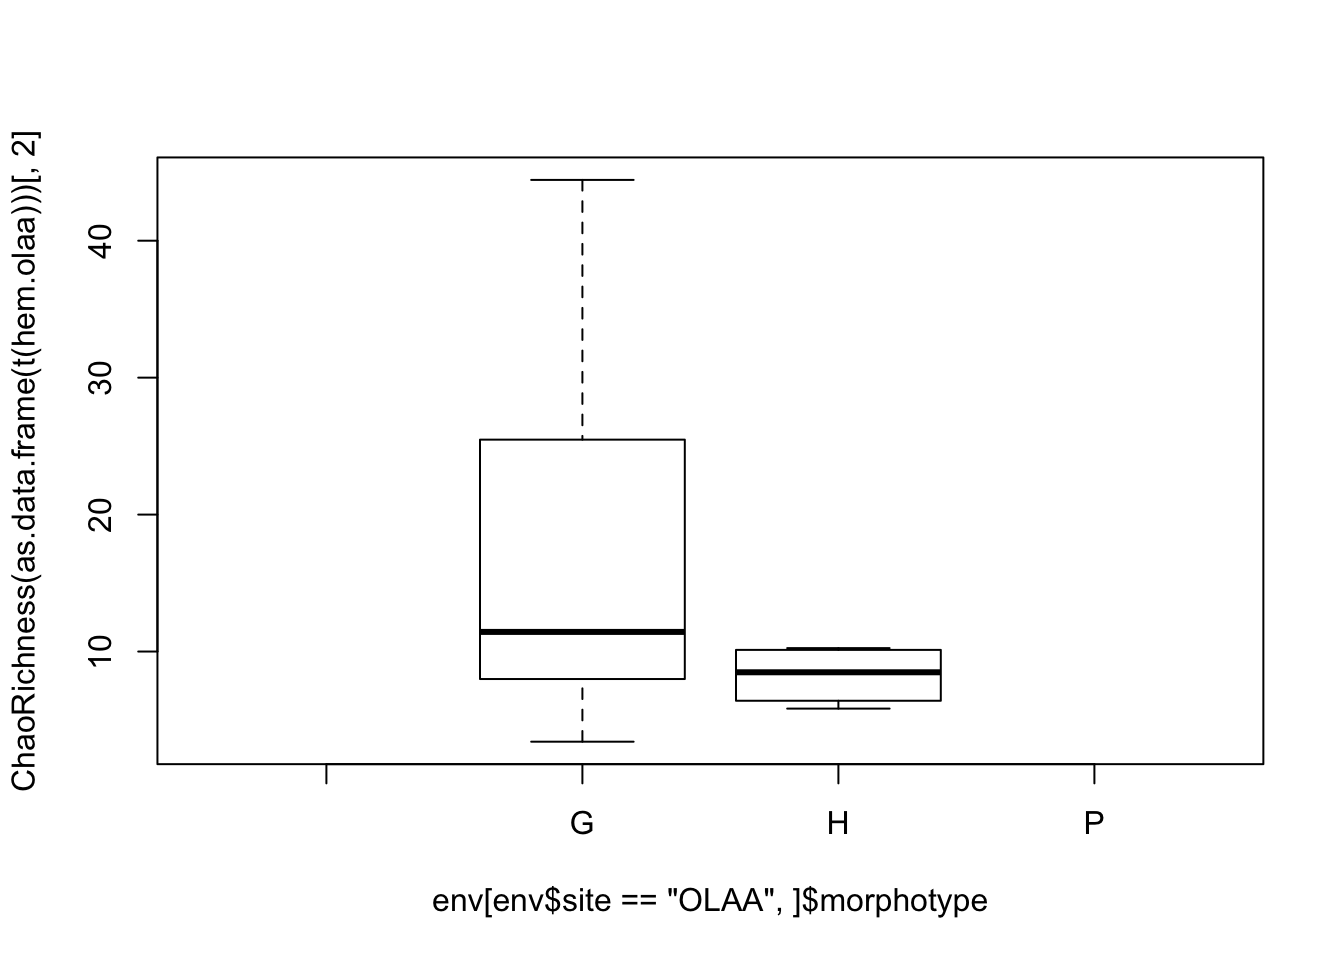 ChaoRichness(as.data.frame(t(hem.olaa)))[, 2]
40
30
20
10
G H P
env[env$site == "OLAA", ]$morphotype